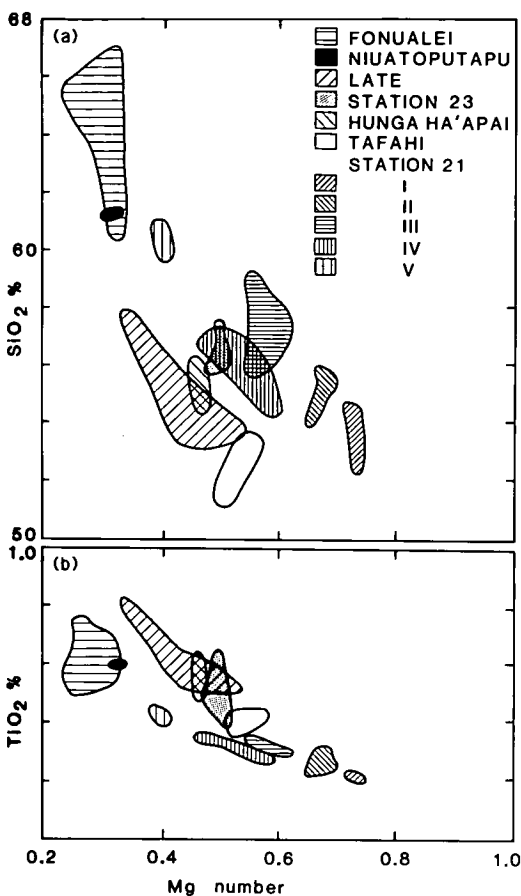 68
(a)
FONUALEI
NIUATOPUTAPU
LATE
STATION 23
HUNGA HA'APAI
TAFAHI
STATION 21
I
II
III
IV
V
60
SiO2 %
50
1.0
(b)
TiO2 %
0.2 0.4 0.6 0.8 1.0
Mg number